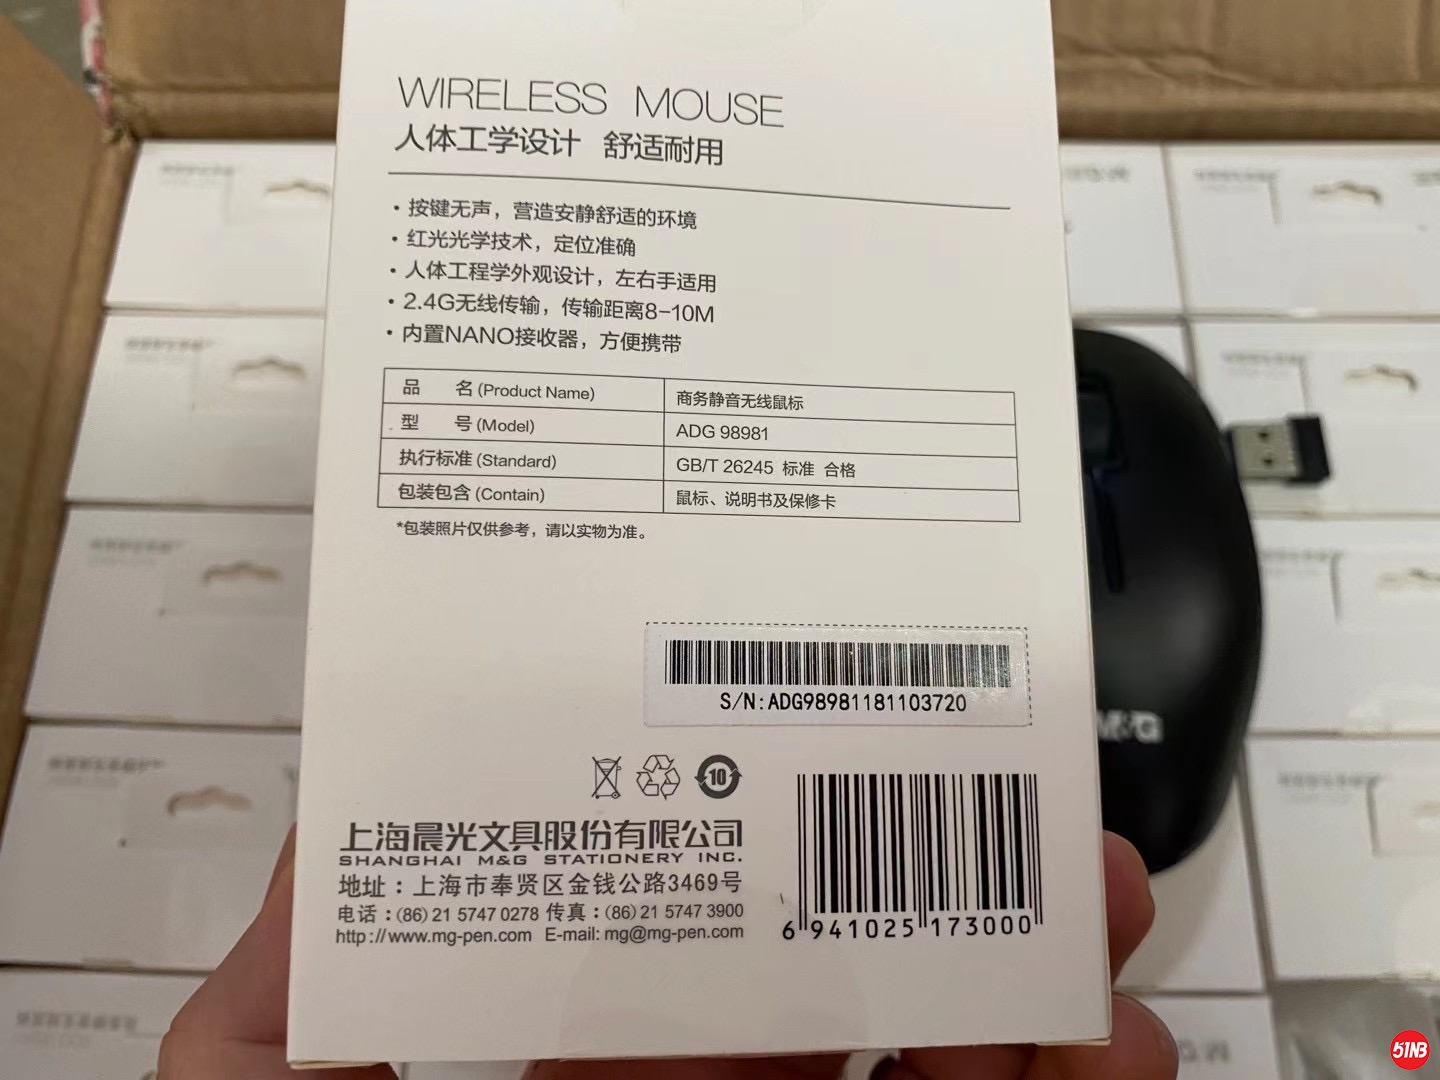 WIRELESS MOUSE
人体工学设计 舒适耐用
·按键无声，营造安静舒适的环境
·红光光学技术，定位准确
·人体工程学外观设计，左右手适用
·2.4G无线传输，传输距离8-10M
·内置NANO接收器，方便携带
品 名 (Product Name) 商务静音无线鼠标
型 号 (Model) ADG 98981
执行标准 (Standard) GB/T 26245 标准 合格
包装包含 (Contain) 鼠标、说明书及保修卡
*包装照片仅供参考，请以实物为准。
S/N:ADG98981181103720
10
上海晨光文具股份有限公司
SHANGHAI M&G STATIONERY INC.
地址：上海市奉贤区金钱公路3469号
电话：(86) 21 5747 0278 传真：(86) 21 5747 3900
http://www.mg-pen.com E-mail: mg@mg-pen.com
6 941025 173000
M&G
51NB